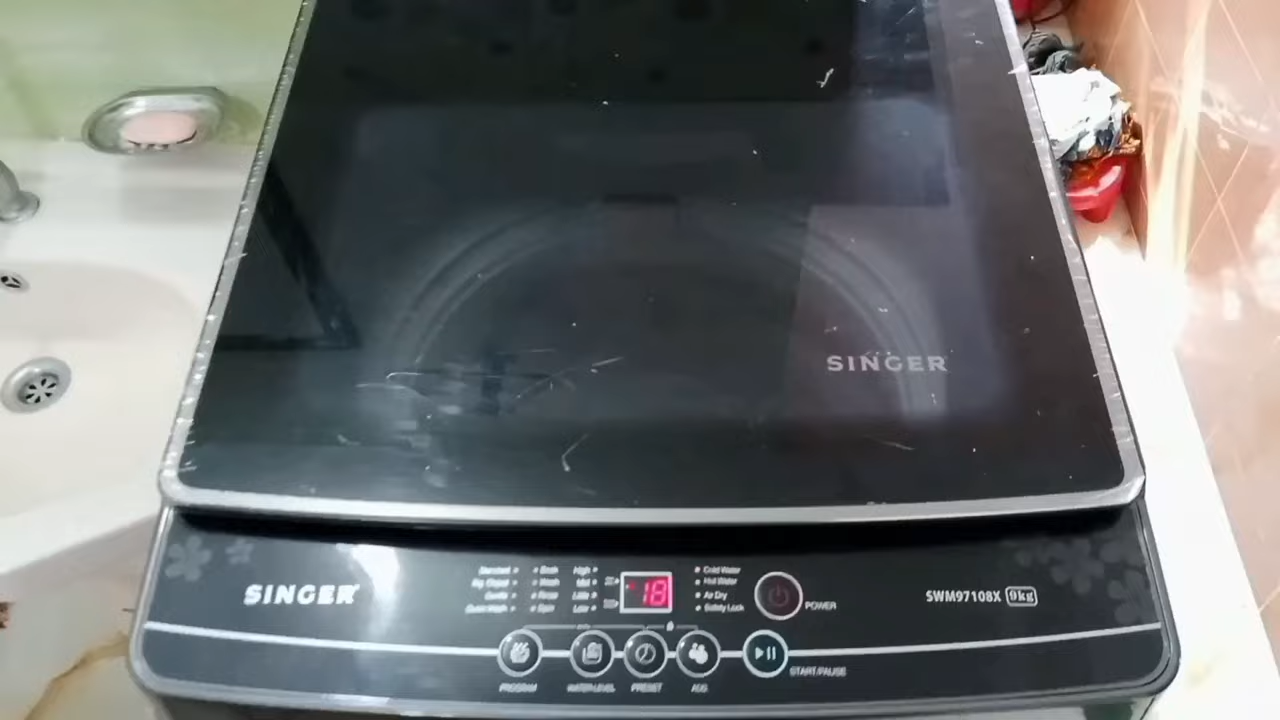 SINGER
SINGER
Standard
Soak
High
Big Object
Wash
Mid
Gentle
Rinse
Little
Quick Wash
Spin
Low
18
Cold Water
Hot Water
Air Dry
Safety Lock
POWER
SWM97108X 9kg
PROGRAM
WATER LEVEL
PRESET
START/PAUSE